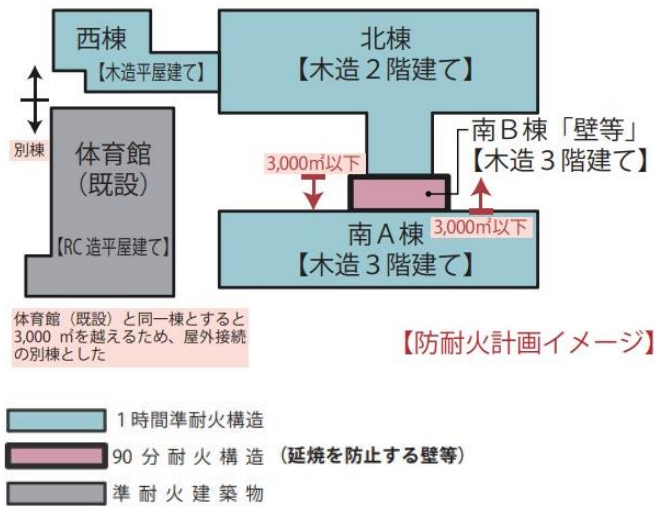 西棟
【木造平屋建て】
北棟
【木造２階建て】
別棟
体育館
（既設）
【RC 造平屋建て】
3,000㎡以下
南Ｂ棟「壁等」
【木造３階建て】
3,000㎡以下
南Ａ棟
【木造３階建て】
体育館（既設）と同一棟とすると
3,000 ㎡を越えるため、屋外接続
の別棟とした
【防耐火計画イメージ】
１時間準耐火構造
90 分 耐 火 構 造 （延焼を防止する壁等）
準 耐 火 建 築 物